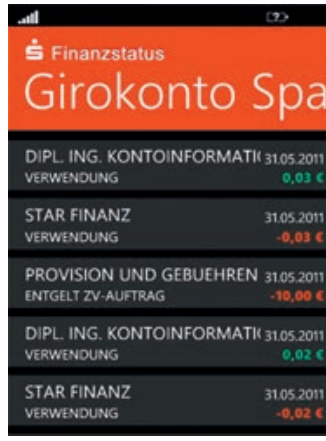 Finanzstatus
Girokonto Spa
DIPL. ING. KONTOINFORMATI 31.05.2011
VERWENDUNG 0,03 €
STAR FINANZ 31.05.2011
VERWENDUNG -0,03 €
PROVISION UND GEBUEHREN 31.05.2011
ENTGELT ZV-AUFTRAG -10,00 €
DIPL. ING. KONTOINFORMATI 31.05.2011
VERWENDUNG 0,02 €
STAR FINANZ 31.05.2011
VERWENDUNG -0,02 €